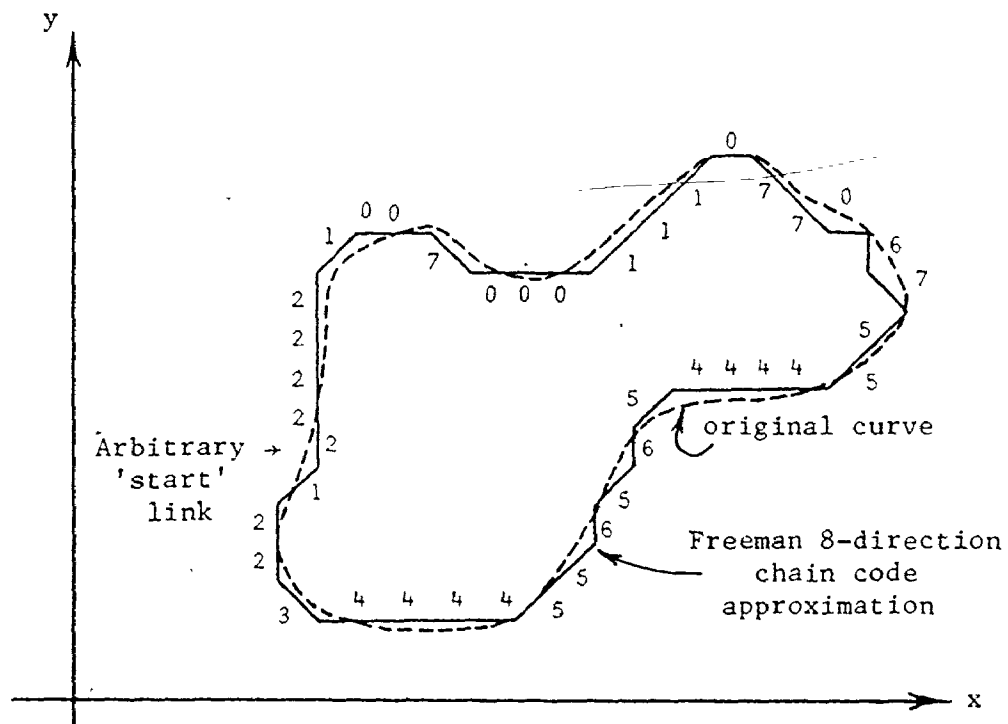 y
0
0 0
1
1
7
0
7
1
6
1
7
7
2
0 0 0
2
5
2
4 4 4 4
5
2
5
original curve
Arbitrary →
2
6
'start'
1
5
link
2
6
Freeman 8-direction
2
5
chain code
4 4 4 4
5
approximation
3
x